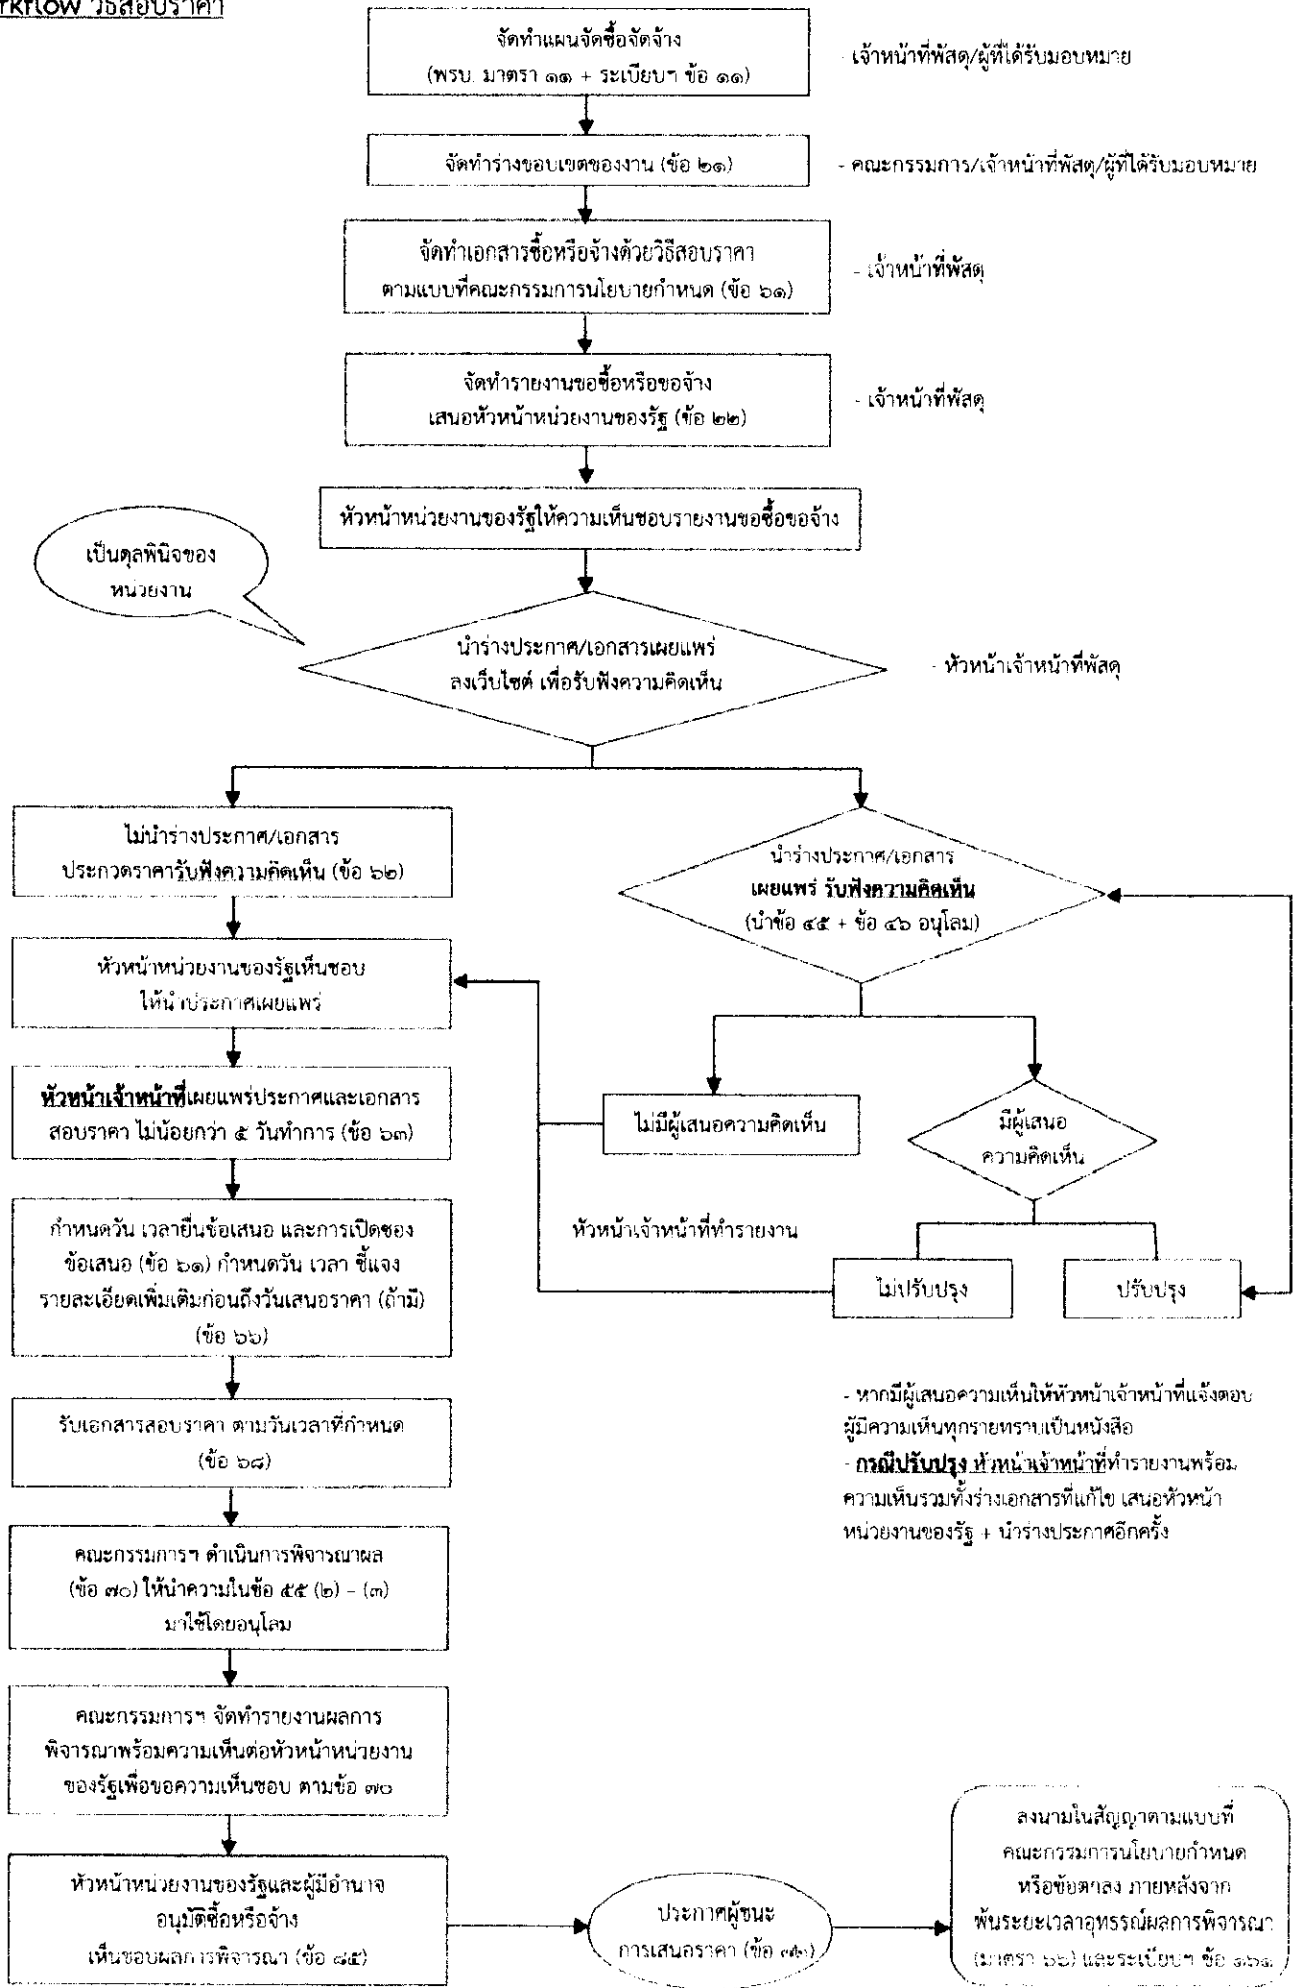 rkflow วิธีสอบราคา
จัดทำแผนจัดซื้อจัดจ้าง
(พรบ. มาตรา ๑๑ + ระเบียบฯ ข้อ ๑๑)
- เจ้าหน้าที่พัสดุ/ผู้ที่ได้รับมอบหมาย
จัดทำร่างขอบเขตของงาน (ข้อ ๒๑)
- คณะกรรมการ/เจ้าหน้าที่พัสดุ/ผู้ที่ได้รับมอบหมาย
จัดทำเอกสารซื้อหรือจ้างด้วยวิธีสอบราคา
ตามแบบที่คณะกรรมการนโยบายกำหนด (ข้อ ๖๑)
- เจ้าหน้าที่พัสดุ
จัดทำรายงานขอซื้อหรือขอจ้าง
เสนอหัวหน้าหน่วยงานของรัฐ (ข้อ ๒๒)
- เจ้าหน้าที่พัสดุ
หัวหน้าหน่วยงานของรัฐให้ความเห็นชอบรายงานขอซื้อขอจ้าง
เป็นดุลพินิจของ
หน่วยงาน
นำร่างประกาศ/เอกสารเผยแพร่
ลงเว็บไซต์ เพื่อรับฟังความคิดเห็น
- หัวหน้าเจ้าหน้าที่พัสดุ
ไม่นำร่างประกาศ/เอกสาร
ประกวดราคารับฟังความคิดเห็น (ข้อ ๖๒)
นำร่างประกาศ/เอกสาร
เผยแพร่ รับฟังความคิดเห็น
(นำข้อ ๔๕ + ข้อ ๔๖ อนุโลม)
หัวหน้าหน่วยงานของรัฐเห็นชอบ
ให้นำประกาศเผยแพร่
หัวหน้าเจ้าหน้าที่เผยแพร่ประกาศและเอกสาร
สอบราคา ไม่น้อยกว่า ๕ วันทำการ (ข้อ ๖๓)
ไม่มีผู้เสนอความคิดเห็น
มีผู้เสนอ
ความคิดเห็น
กำหนดวัน เวลายื่นข้อเสนอ และการเปิดซอง
ข้อเสนอ (ข้อ ๖๑) กำหนดวัน เวลา ชี้แจง
รายละเอียดเพิ่มเติมก่อนถึงวันเสนอราคา (ถ้ามี)
(ข้อ ๖๖)
หัวหน้าเจ้าหน้าที่ทำรายงาน
ไม่ปรับปรุง
ปรับปรุง
รับเอกสารสอบราคา ตามวันเวลาที่กำหนด
(ข้อ ๖๘)
- หากมีผู้เสนอความเห็นให้หัวหน้าเจ้าหน้าที่แจ้งตอบ
ผู้มีความเห็นทุกรายทราบเป็นหนังสือ
- กรณีปรับปรุง หัวหน้าเจ้าหน้าที่ทำรายงานพร้อม
ความเห็นรวมทั้งร่างเอกสารที่แก้ไข เสนอหัวหน้า
หน่วยงานของรัฐ + นำร่างประกาศอีกครั้ง
คณะกรรมการฯ ดำเนินการพิจารณาผล
(ข้อ ๗๐) ให้นำความในข้อ ๕๕ (๒) – (๓)
มาใช้โดยอนุโลม
คณะกรรมการฯ จัดทำรายงานผลการ
พิจารณาพร้อมความเห็นต่อหัวหน้าหน่วยงาน
ของรัฐเพื่อขอความเห็นชอบ ตามข้อ ๗๐
หัวหน้าหน่วยงานของรัฐและผู้มีอำนาจ
อนุมัติซื้อหรือจ้าง
เห็นชอบผลการพิจารณา (ข้อ ๘๕)
ประกาศผู้ชนะ
การเสนอราคา (ข้อ
ลงนามในสัญญาตามแบบที่
คณะกรรมการนโยบายกำหนด
หรือข้อตกลง ภายหลังจาก
พ้นระยะเวลาอุทธรณ์ผลการพิจารณา
(มาตรา ๖๖) และระเบียบฯ ข้อ